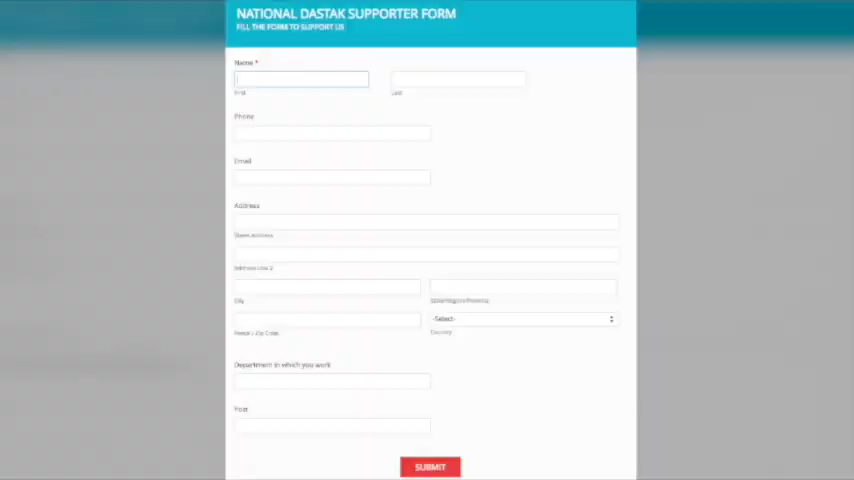 NATIONAL DASTAK SUPPORTER FORM
FILL THE FORM TO SUPPORT US
Name *
First
Last
Phone
Email
Address
Street Address
Address Line 2
City
State/Region/Province
Postal / Zip Code
-Select-
Country
Department in which you work
Post
SUBMIT